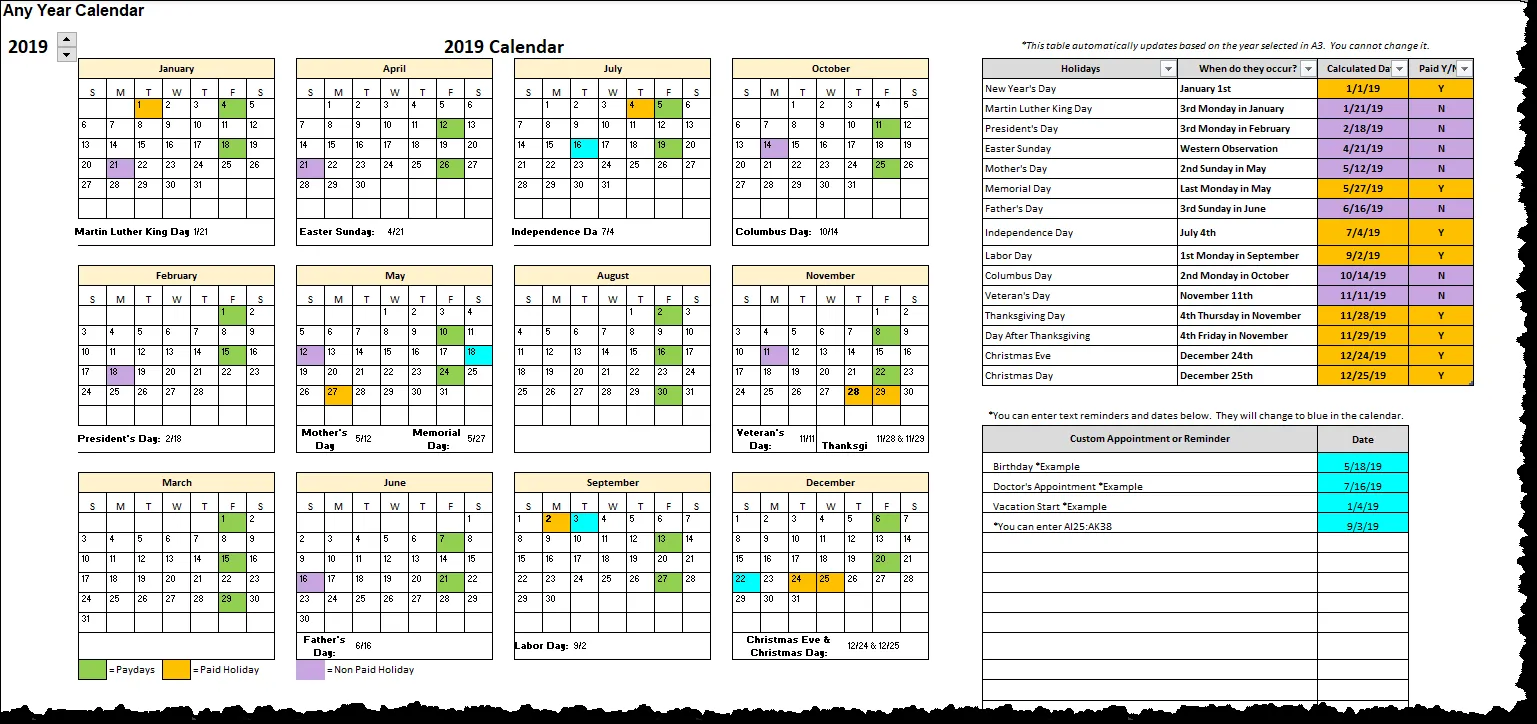 Any Year Calendar
2019
2019 Calendar
January
S M T W T F S
1 2 3 4 5
6 7 8 9 10 11 12
13 14 15 16 17 18 19
20 21 22 23 24 25 26
27 28 29 30 31
Martin Luther King Day 1/21
April
S M T W T F S
1 2 3 4 5 6
7 8 9 10 11 12 13
14 15 16 17 18 19 20
21 22 23 24 25 26 27
28 29 30
Easter Sunday: 4/21
July
S M T W T F S
1 2 3 4 5 6
7 8 9 10 11 12 13
14 15 16 17 18 19 20
21 22 23 24 25 26 27
28 29 30 31
Independence Da 7/4
October
S M T W T F S
1 2 3 4 5
6 7 8 9 10 11 12
13 14 15 16 17 18 19
20 21 22 23 24 25 26
27 28 29 30 31
Columbus Day: 10/14
February
S M T W T F S
1 2
3 4 5 6 7 8 9
10 11 12 13 14 15 16
17 18 19 20 21 22 23
24 25 26 27 28
President's Day: 2/18
May
S M T W T F S
1 2 3 4
5 6 7 8 9 10 11
12 13 14 15 16 17 18
19 20 21 22 23 24 25
26 27 28 29 30 31
Mother's Day: 5/12
Memorial Day: 5/27
August
S M T W T F S
1 2 3
4 5 6 7 8 9 10
11 12 13 14 15 16 17
18 19 20 21 22 23 24
25 26 27 28 29 30 31
November
S M T W T F S
1 2
3 4 5 6 7 8 9
10 11 12 13 14 15 16
17 18 19 20 21 22 23
24 25 26 27 28 29 30
Veteran's Day: 11/11
Thanksgi 11/28 & 11/29
March
S M T W T F S
1 2
3 4 5 6 7 8 9
10 11 12 13 14 15 16
17 18 19 20 21 22 23
24 25 26 27 28 29 30
31
June
S M T W T F S
1
2 3 4 5 6 7 8
9 10 11 12 13 14 15
16 17 18 19 20 21 22
23 24 25 26 27 28 29
30
Father's Day: 6/16
September
S M T W T F S
1 2 3 4 5 6 7
8 9 10 11 12 13 14
15 16 17 18 19 20 21
22 23 24 25 26 27 28
29 30
Labor Day: 9/2
December
S M T W T F S
1 2 3 4 5 6 7
8 9 10 11 12 13 14
15 16 17 18 19 20 21
22 23 24 25 26 27 28
29 30 31
Christmas Eve & Christmas Day: 12/24 & 12/25
= Paydays = Paid Holiday = Non Paid Holiday
*This table automatically updates based on the year selected in A3. You cannot change it.
Holidays When do they occur? Calculated Da Paid Y/N
New Year's Day January 1st 1/1/19 Y
Martin Luther King Day 3rd Monday in January 1/21/19 N
President's Day 3rd Monday in February 2/18/19 N
Easter Sunday Western Observation 4/21/19 N
Mother's Day 2nd Sunday in May 5/12/19 N
Memorial Day Last Monday in May 5/27/19 Y
Father's Day 3rd Sunday in June 6/16/19 N
Independence Day July 4th 7/4/19 Y
Labor Day 1st Monday in September 9/2/19 Y
Columbus Day 2nd Monday in October 10/14/19 N
Veteran's Day November 11th 11/11/19 N
Thanksgiving Day 4th Thursday in November 11/28/19 Y
Day After Thanksgiving 4th Friday in November 11/29/19 Y
Christmas Eve December 24th 12/24/19 Y
Christmas Day December 25th 12/25/19 Y
*You can enter text reminders and dates below. They will change to blue in the calendar.
Custom Appointment or Reminder Date
Birthday *Example 5/18/19
Doctor's Appointment *Example 7/16/19
Vacation Start *Example 1/4/19
*You can enter AI25:AK38 9/3/19